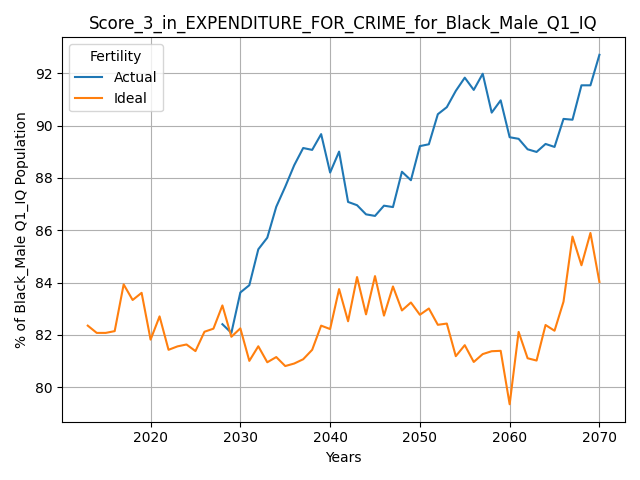 Score_3_in_EXPENDITURE_FOR_CRIME_for_Black_Male_Q1_IQ
Fertility
Actual
Ideal
% of Black_Male Q1_IQ Population
92
90
88
86
84
82
80
2020
2030
2040
2050
2060
2070
Years